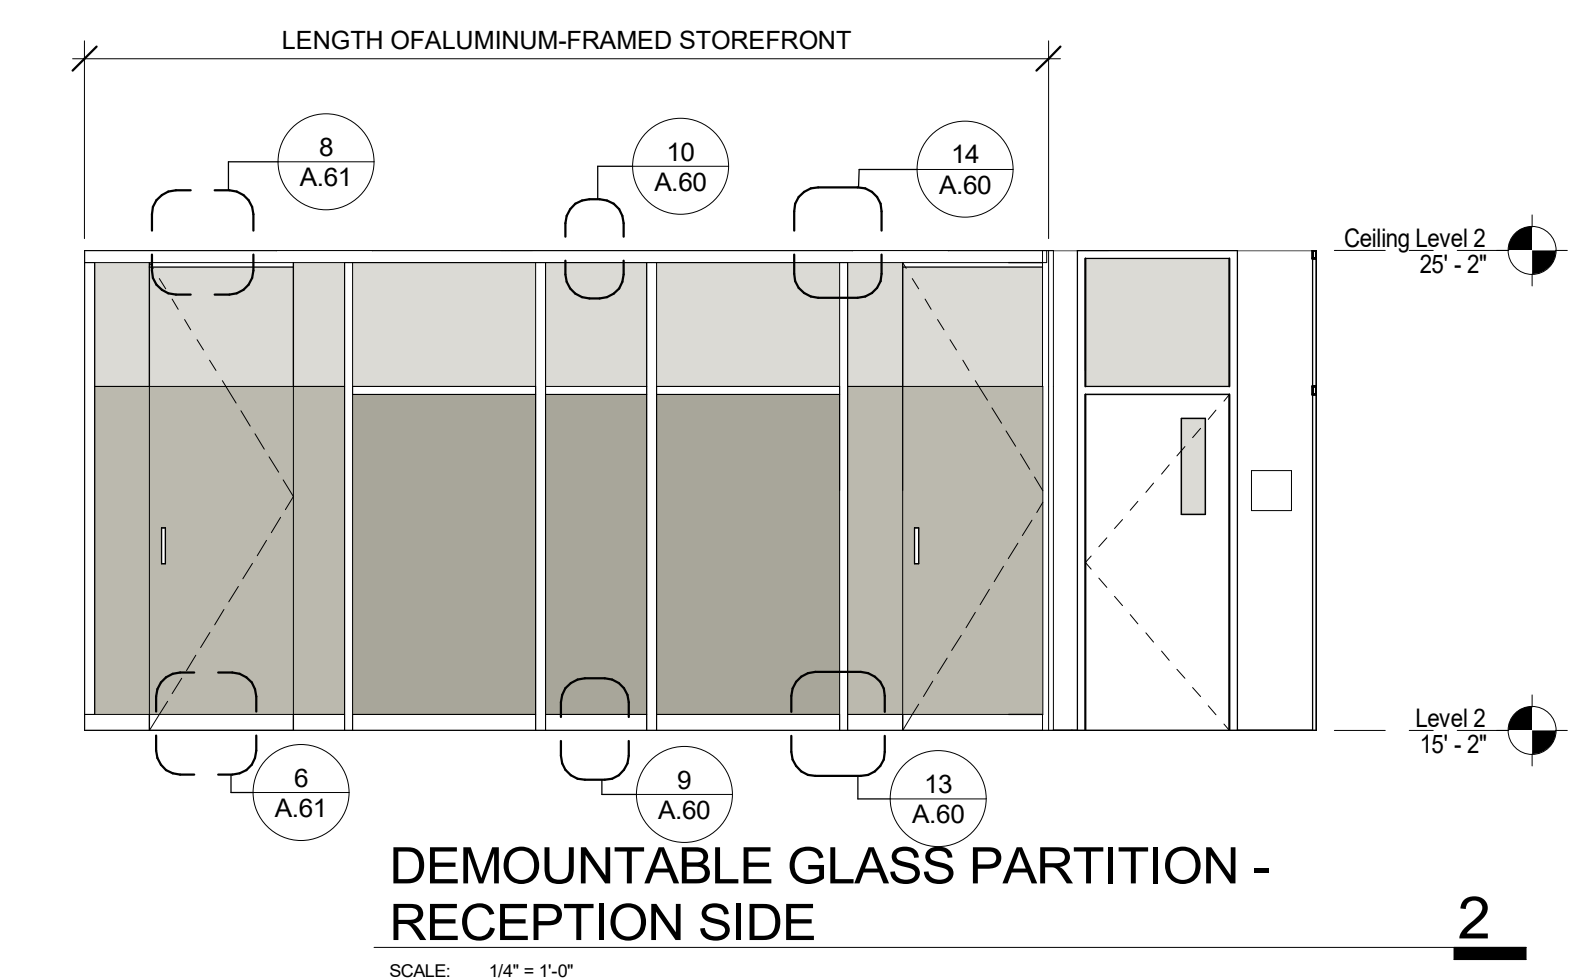 LENGTH OFALUMINUM-FRAMED STOREFRONT
8
A.61
10
A.60
14
A.60
Ceiling Level 2
25' - 2"
Level 2
15' - 2"
6
A.61
9
A.60
13
A.60
DEMOUNTABLE GLASS PARTITION -
RECEPTION SIDE
2
SCALE: 1/4" = 1'-0"